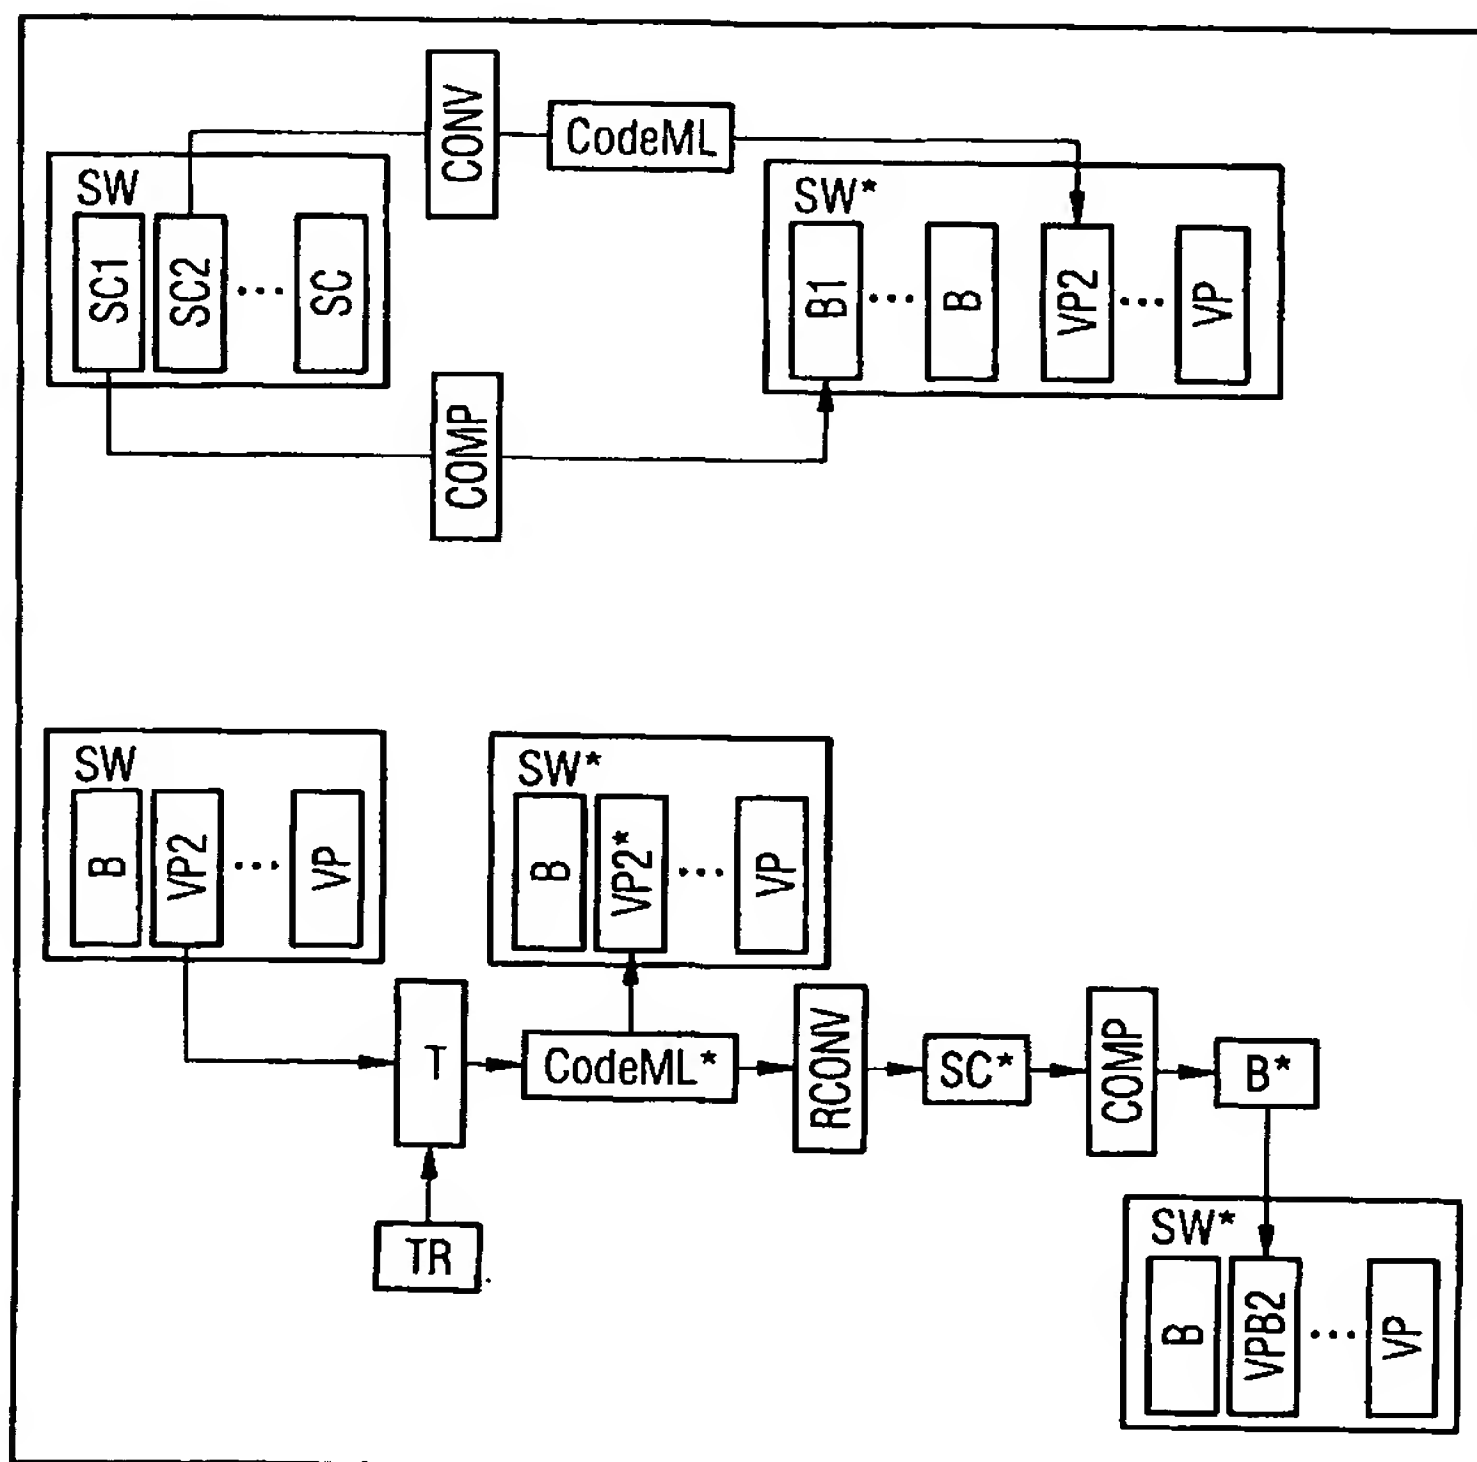 CONV
CodeML
SW
SC1
SC2
...
SC
SW*
B1
...
B
VP2
...
VP
COMP
SW
B
VP2
...
VP
SW*
B
VP2*
...
VP
T
CodeML*
RCONV
SC*
COMP
B*
TR
SW*
B
VPB2
...
VP